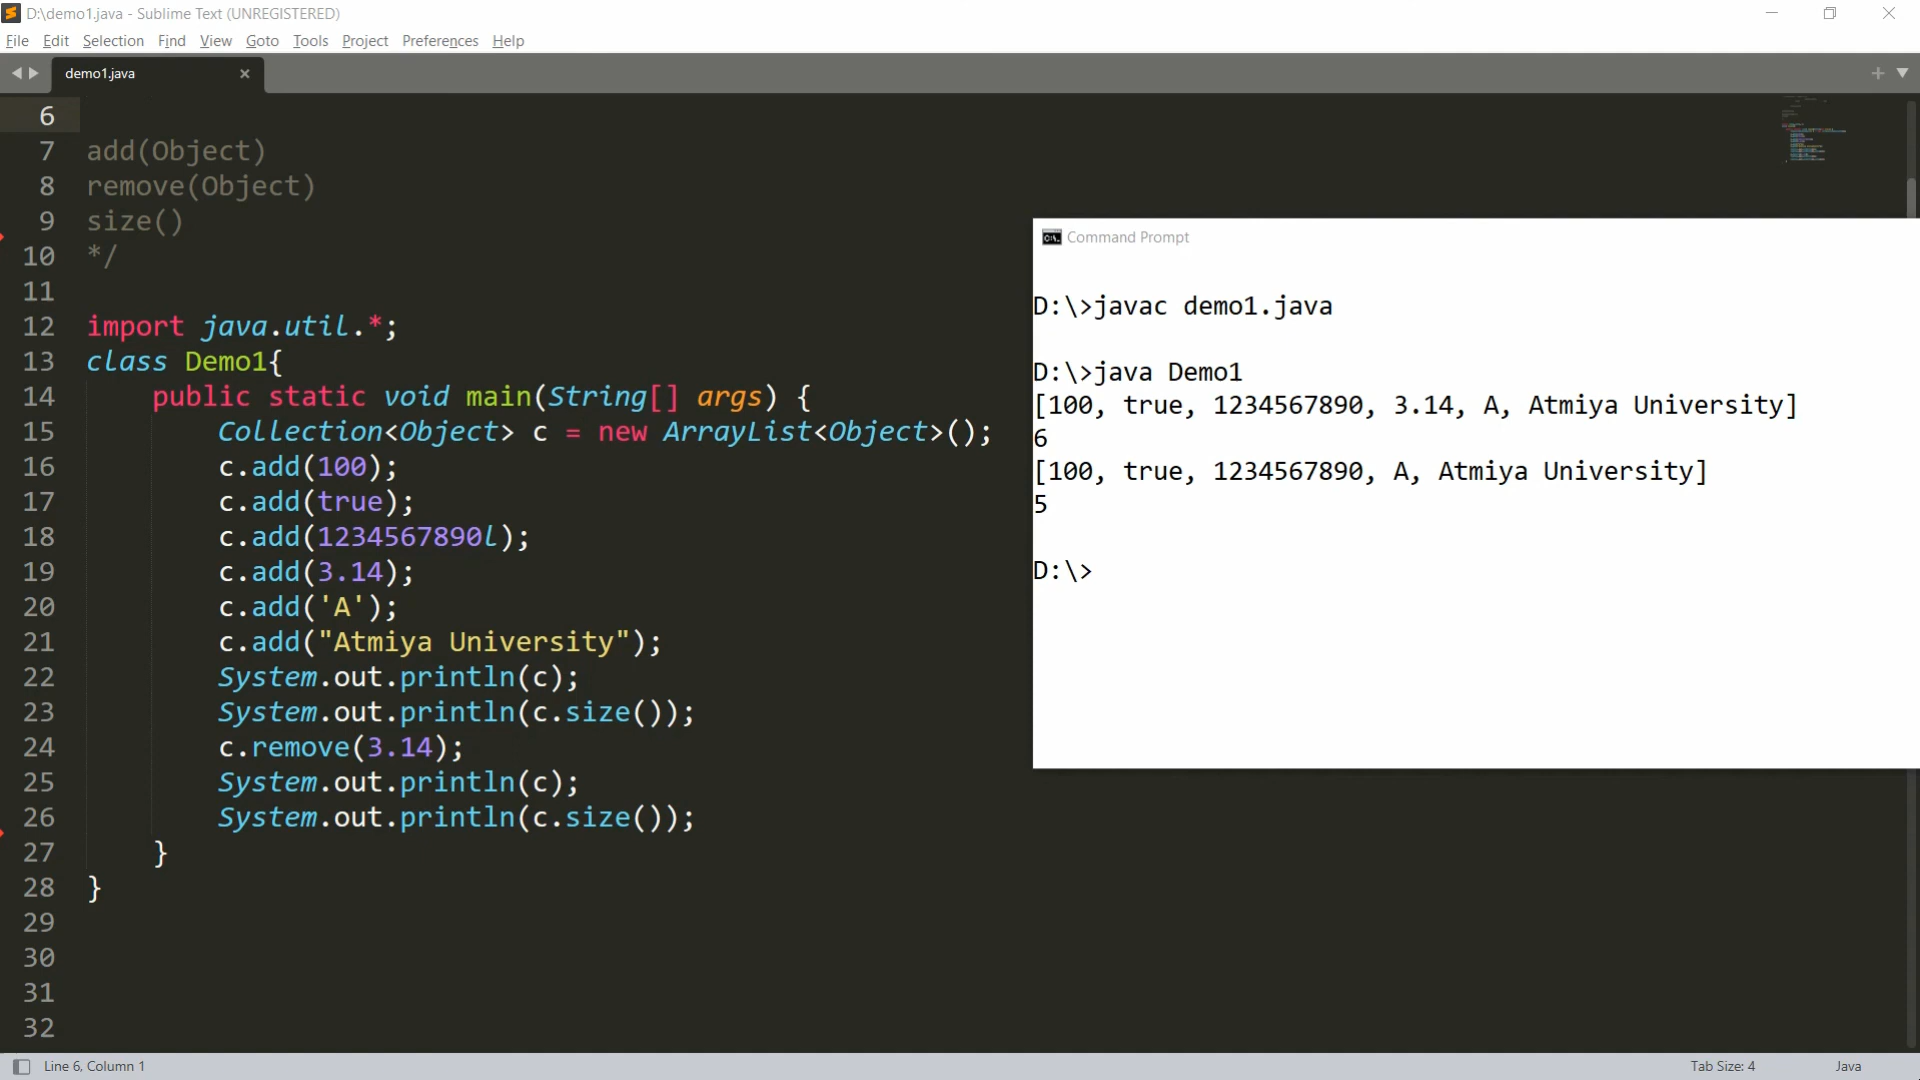 D:\demo1.java - Sublime Text (UNREGISTERED)
File Edit Selection Find View Goto Tools Project Preferences Help
demo1.java
6
7 add(Object)
8 remove(Object)
9 size()
10 */
11
12 import java.util.*;
13 class Demo1{
14 public static void main(String[] args) {
15 Collection<Object> c = new ArrayList<Object>();
16 c.add(100);
17 c.add(true);
18 c.add(1234567890l);
19 c.add(3.14);
20 c.add('A');
21 c.add("Atmiya University");
22 System.out.println(c);
23 System.out.println(c.size());
24 c.remove(3.14);
25 System.out.println(c);
26 System.out.println(c.size());
27 }
28 }
29
30
31
32
Command Prompt
D:\>javac demo1.java
D:\>java Demo1
[100, true, 1234567890, 3.14, A, Atmiya University]
6
[100, true, 1234567890, A, Atmiya University]
5
D:\>
Line 6, Column 1
Tab Size: 4
Java